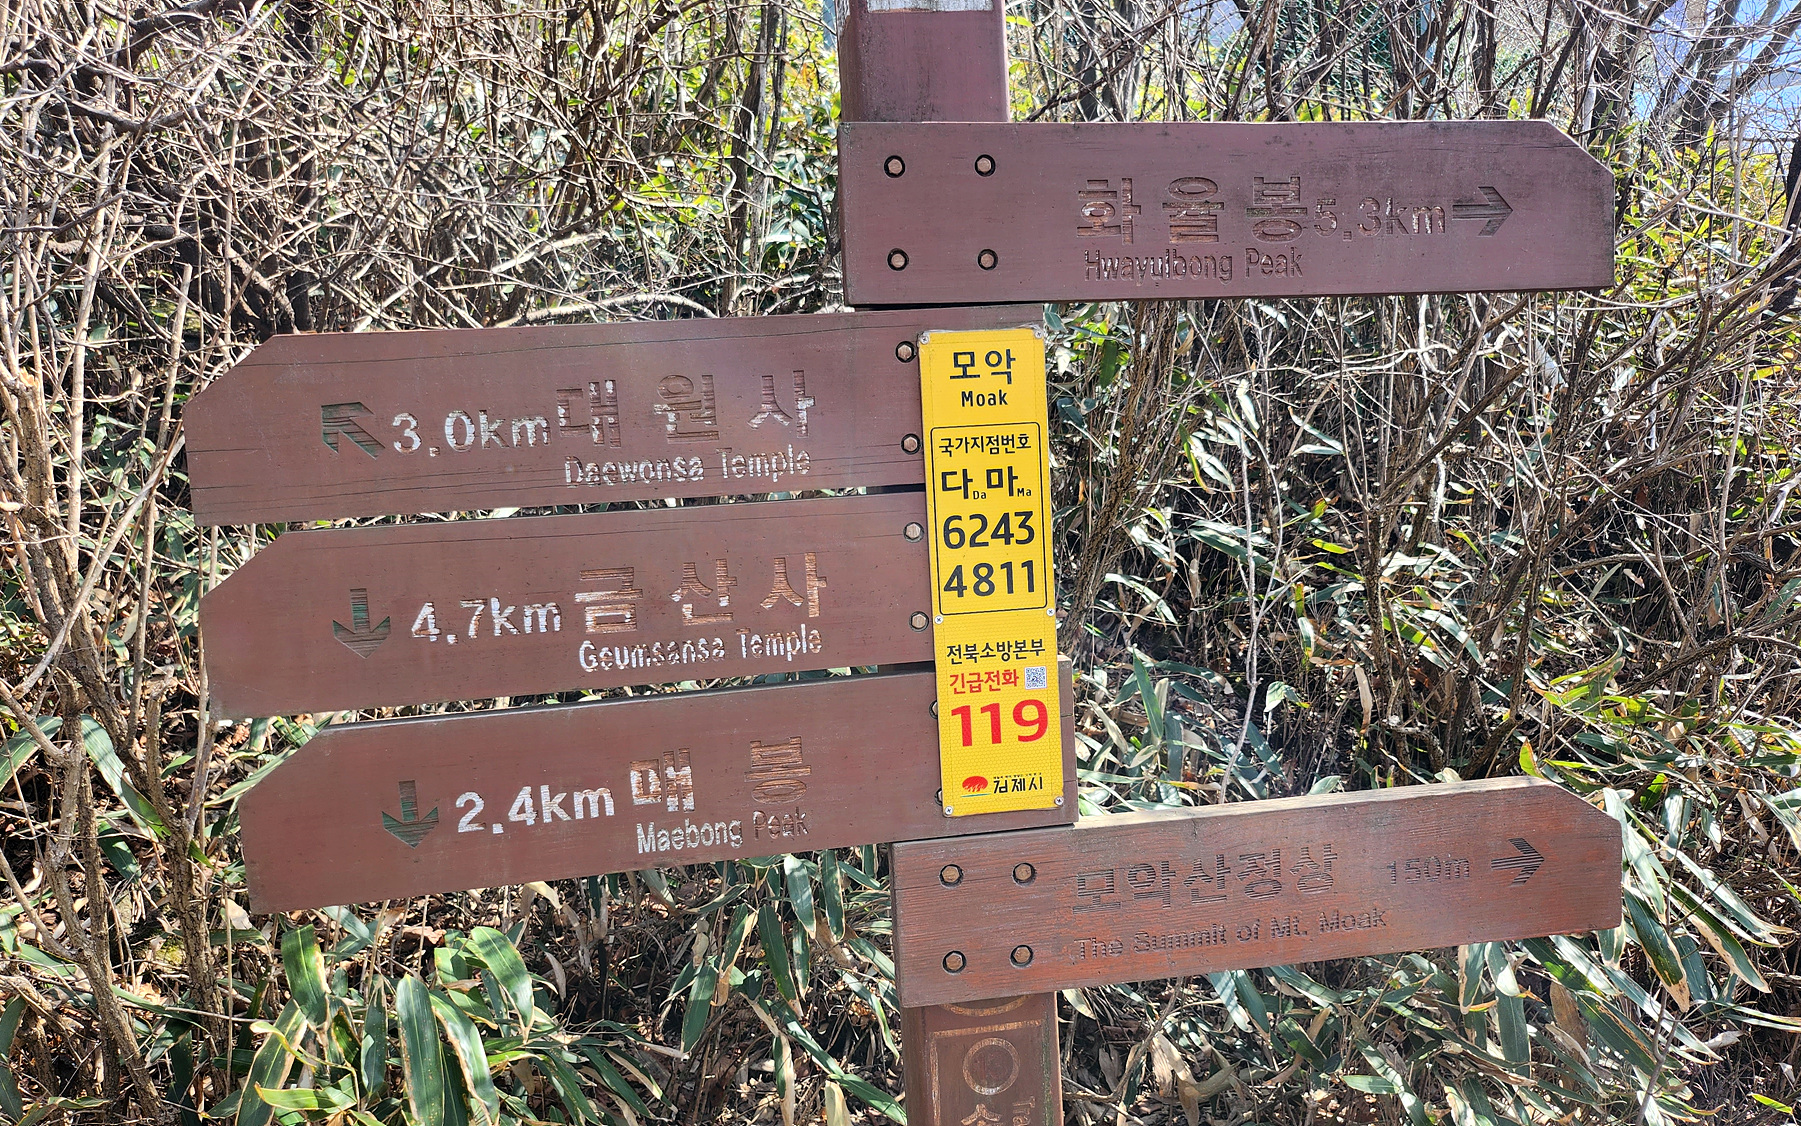 화율봉 5.3km →
Hwayulbong Peak
↖ 3.0km 대원사
Daewonsa Temple
↓ 4.7km 금산사
Geumsansa Temple
↓ 2.4km 매봉
Maebong Peak
모악
Moak
국가지점번호
다Da마Ma
6243
4811
전북소방본부
긴급전화
119
김제시
모악산정상 150m →
The Summit of Mt. Moak